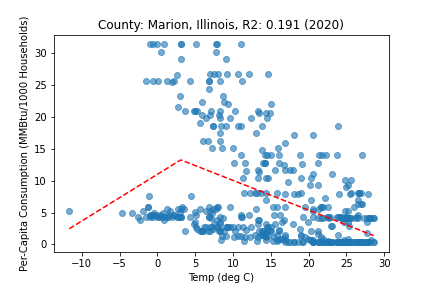 County: Marion, Illinois, R2: 0.191 (2020)
Per-Capita Consumption (MMBtu/1000 Households)
30
25
20
15
10
5
0
−10 −5 0 5 10 15 20 25 30
Temp (deg C)